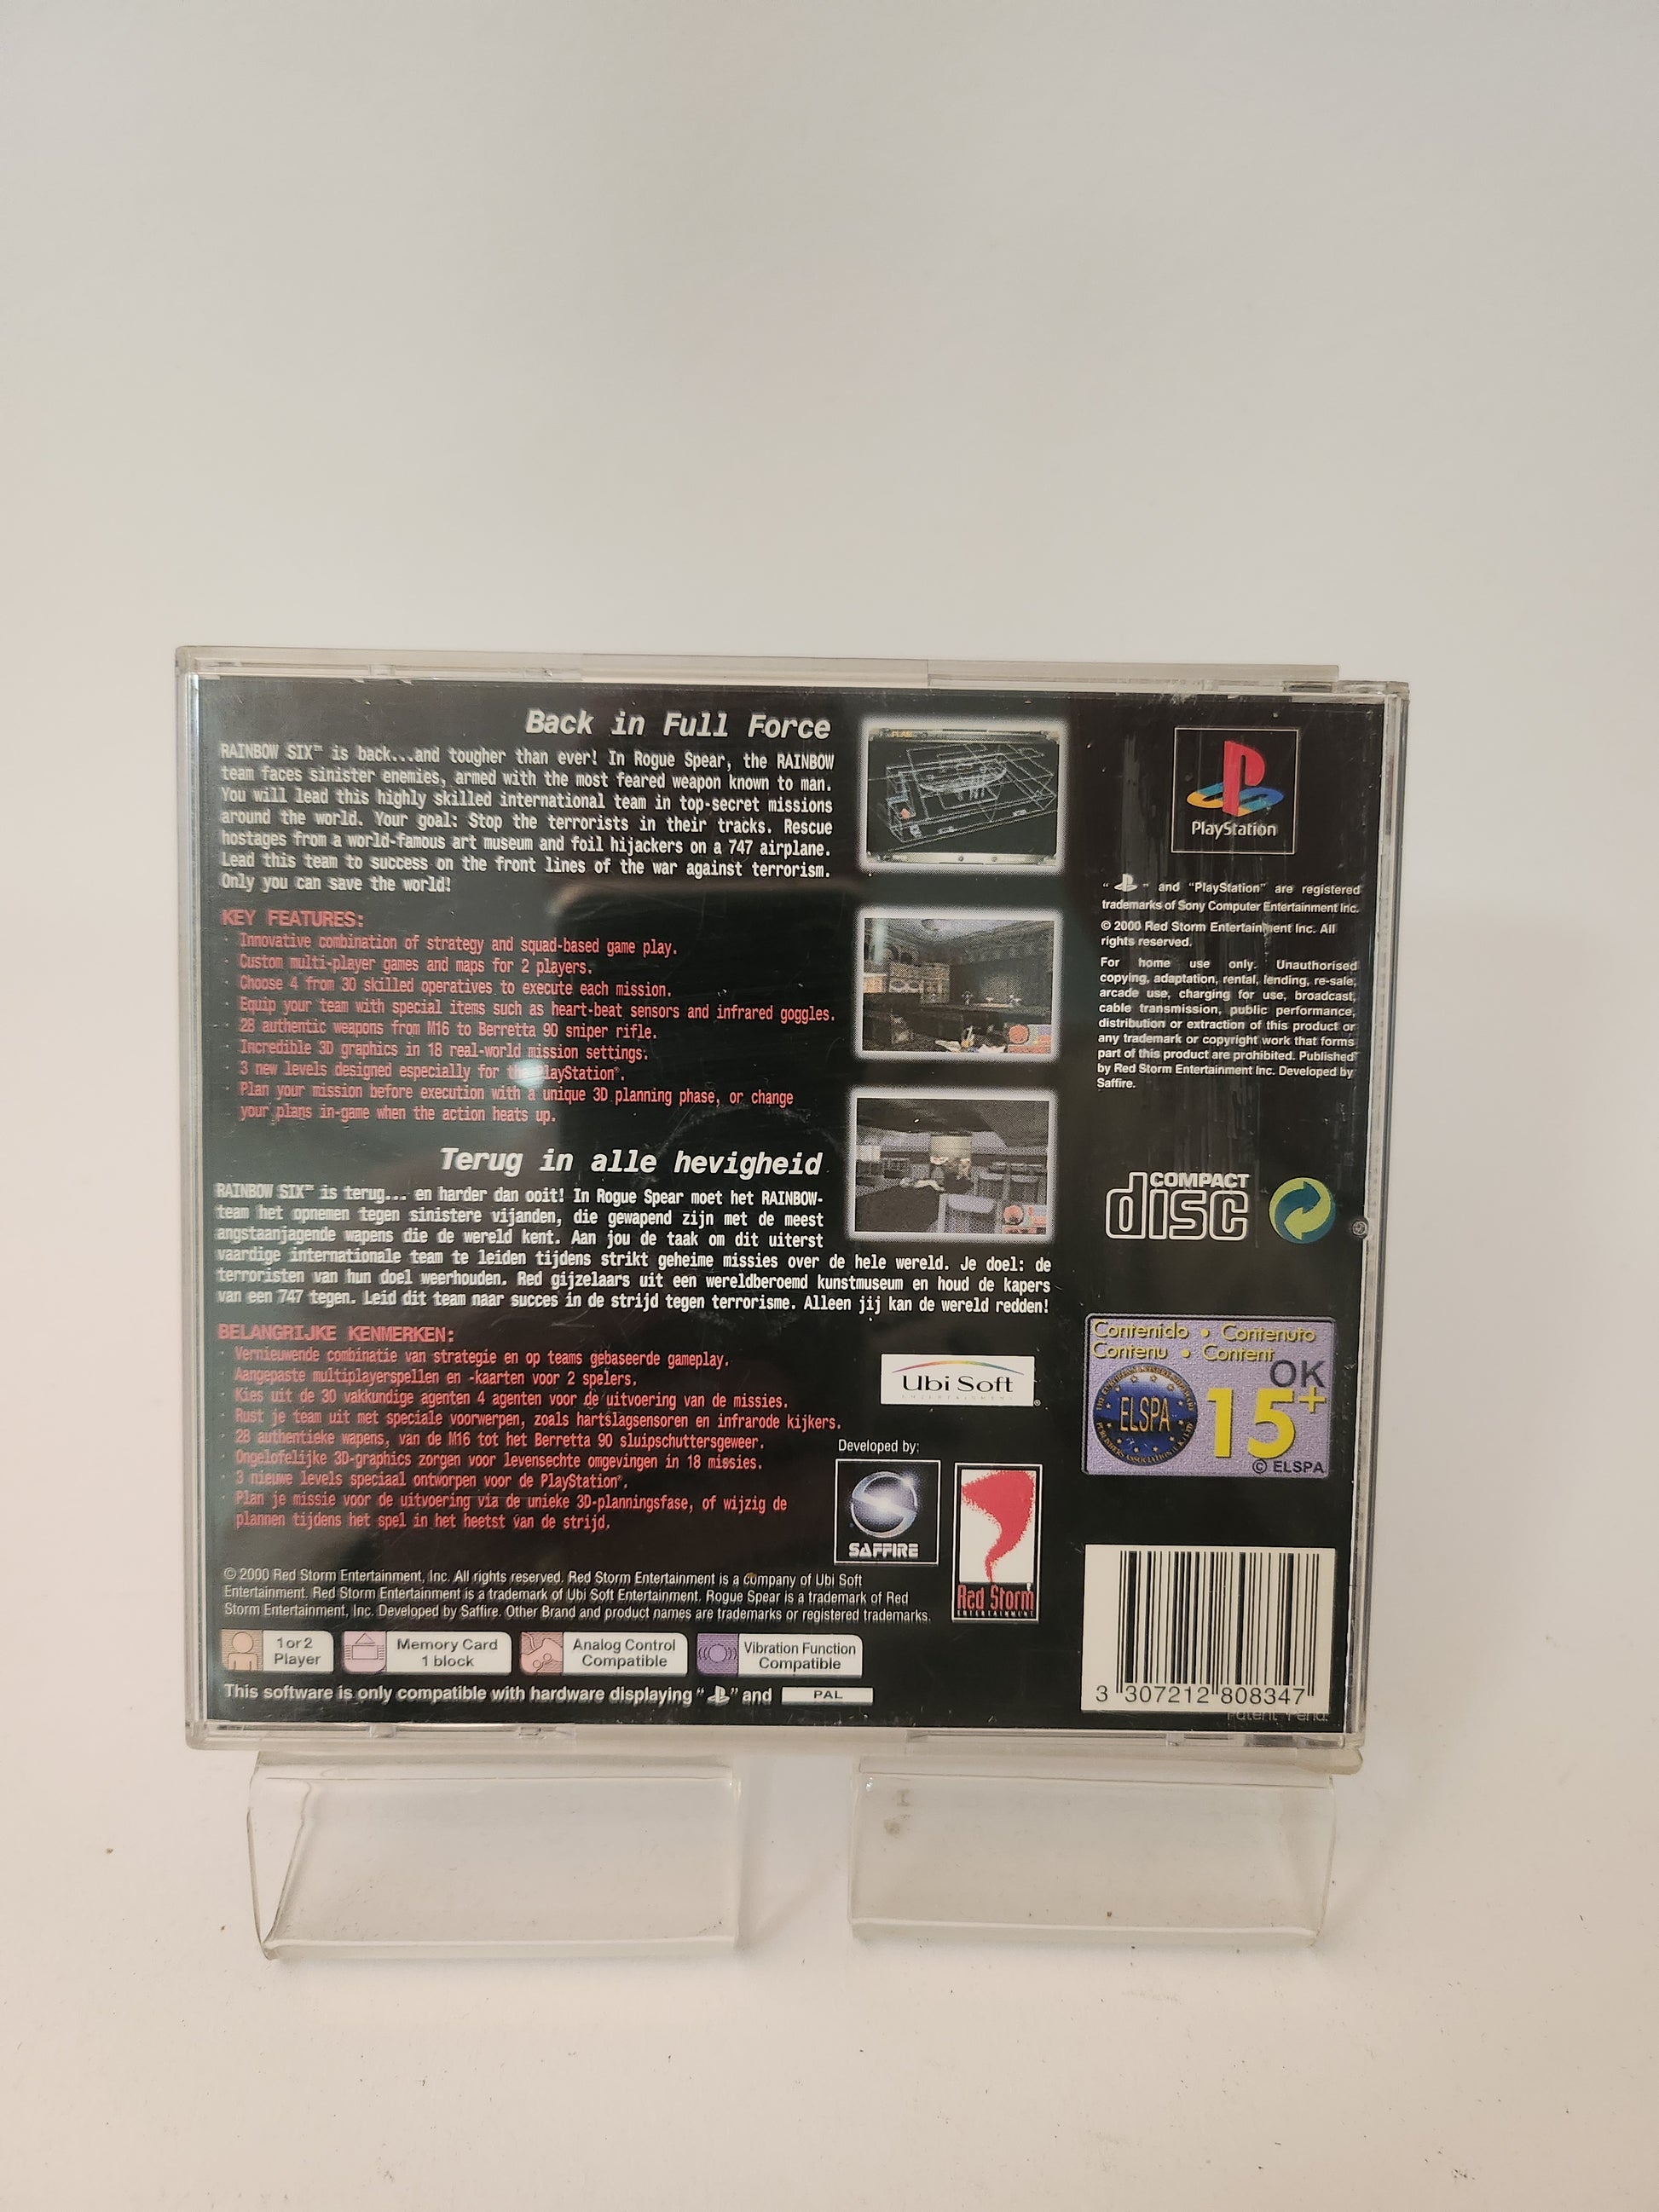 Back in Full Force
RAINBOW SIX™ is back...and tougher than ever! In Rogue Spear, the RAINBOW
team faces sinister enemies, armed with the most feared weapon known to man.
You will lead this highly skilled international team in top-secret missions
around the world. Your goal: Stop the terrorists in their tracks. Rescue
hostages from a world-famous art museum and foil hijackers on a 747 airplane.
Lead this team to success on the front lines of the war against terrorism.
Only you can save the world!
KEY FEATURES:
· Innovative combination of strategy and squad-based game play.
· Custom multi-player games and maps for 2 players.
· Choose 4 from 30 skilled operatives to execute each mission.
· Equip your team with special items such as heart-beat sensors and infrared goggles.
· 28 authentic weapons from M16 to Berretta 90 sniper rifle.
· Incredible 3D graphics in 18 real-world mission settings.
· 3 new levels designed especially for the PlayStation®.
· Plan your mission before execution with a unique 3D planning phase, or change
your plans in-game when the action heats up.
Terug in alle hevigheid
RAINBOW SIX™ is terug... en harder dan ooit! In Rogue Spear moet het RAINBOW-
team het opnemen tegen sinistere vijanden, die gewapend zijn met de meest
angstaanjagende wapens die de wereld kent. Aan jou de taak om dit uiterst
vaardige internationale team te leiden tijdens strikt geheime missies over de hele wereld. Je doel: de
terroristen van hun doel weerhouden. Red gijzelaars uit een wereldberoemd kunstmuseum en houd de kapers
van een 747 tegen. Leid dit team naar succes in de strijd tegen terrorisme. Alleen jij kan de wereld redden!
BELANGRIJKE KENMERKEN:
· Vernieuwende combinatie van strategie en op teams gebaseerde gameplay.
· Aangepaste multiplayerspellen en -kaarten voor 2 spelers.
· Kies uit de 30 vakkundige agenten 4 agenten voor de uitvoering van de missies.
· Rust je team uit met speciale voorwerpen, zoals hartslagsensoren en infrarode kijkers.
· 28 authentieke wapens, van de M16 tot het Berretta 90 sluipschuttersgeweer.
· Ongelofelijke 3D-graphics zorgen voor levensechte omgevingen in 18 missies.
· 3 nieuwe levels speciaal ontworpen voor de PlayStation®.
· Plan je missie voor de uitvoering via de unieke 3D-planningsfase, of wijzig de
plannen tijdens het spel in het heetst van de strijd.
© 2000 Red Storm Entertainment, Inc. All rights reserved. Red Storm Entertainment is a company of Ubi Soft
Entertainment. Red Storm Entertainment is a trademark of Ubi Soft Entertainment. Rogue Spear is a trademark of Red
Storm Entertainment, Inc. Developed by Saffire. Other Brand and product names are trademarks or registered trademarks.
1 or 2
Player
Memory Card
1 block
Analog Control
Compatible
Vibration Function
Compatible
This software is only compatible with hardware displaying " " and PAL
Ubi Soft
ENTERTAINMENT
Developed by:
SAFFIRE
Red Storm
ENTERTAINMENT
PlayStation
" " and "PlayStation" are registered
trademarks of Sony Computer Entertainment Inc.
© 2000 Red Storm Entertainment Inc. All
rights reserved.
For home use only. Unauthorised
copying, adaptation, rental, lending, re-sale,
arcade use, charging for use, broadcast,
cable transmission, public performance,
distribution or extraction of this product or
any trademark or copyright work that forms
part of this product are prohibited. Published
by Red Storm Entertainment Inc. Developed by
Saffire.
COMPACT
disc
Contenido • Contenuto
Contenu • Content
OK
ELSPA
15+
© ELSPA
3 307212 808347
Patent Pend.